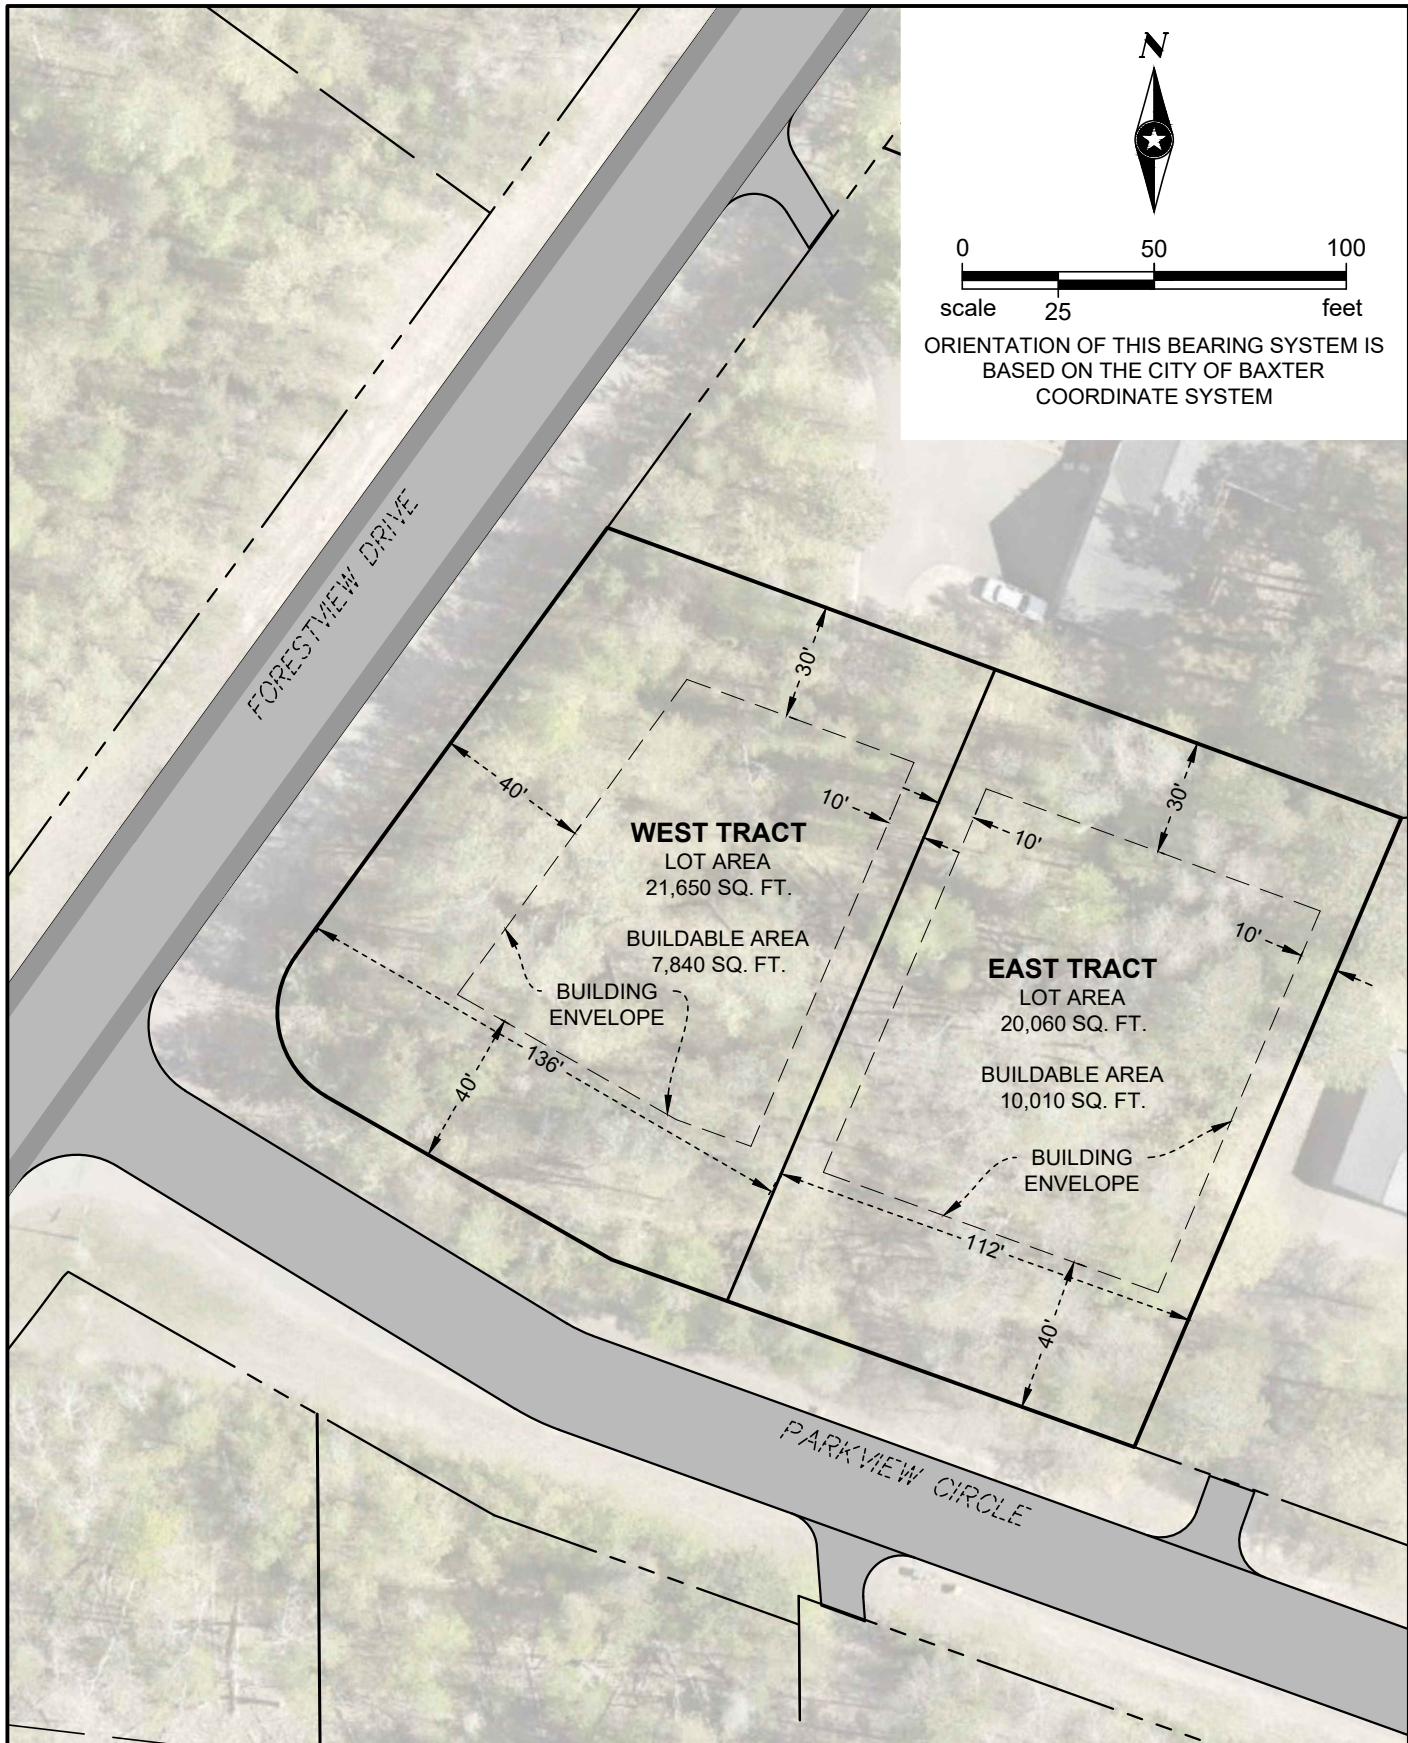 N
0 50 100
scale 25 feet
ORIENTATION OF THIS BEARING SYSTEM IS
BASED ON THE CITY OF BAXTER
COORDINATE SYSTEM
FORESTVIEW DRIVE
30'
40'
10'
WEST TRACT
LOT AREA
21,650 SQ. FT.
BUILDABLE AREA
7,840 SQ. FT.
BUILDING
ENVELOPE
136'
40'
30'
10'
10'
EAST TRACT
LOT AREA
20,060 SQ. FT.
BUILDABLE AREA
10,010 SQ. FT.
BUILDING
ENVELOPE
112'
40'
PARKVIEW CIRCLE